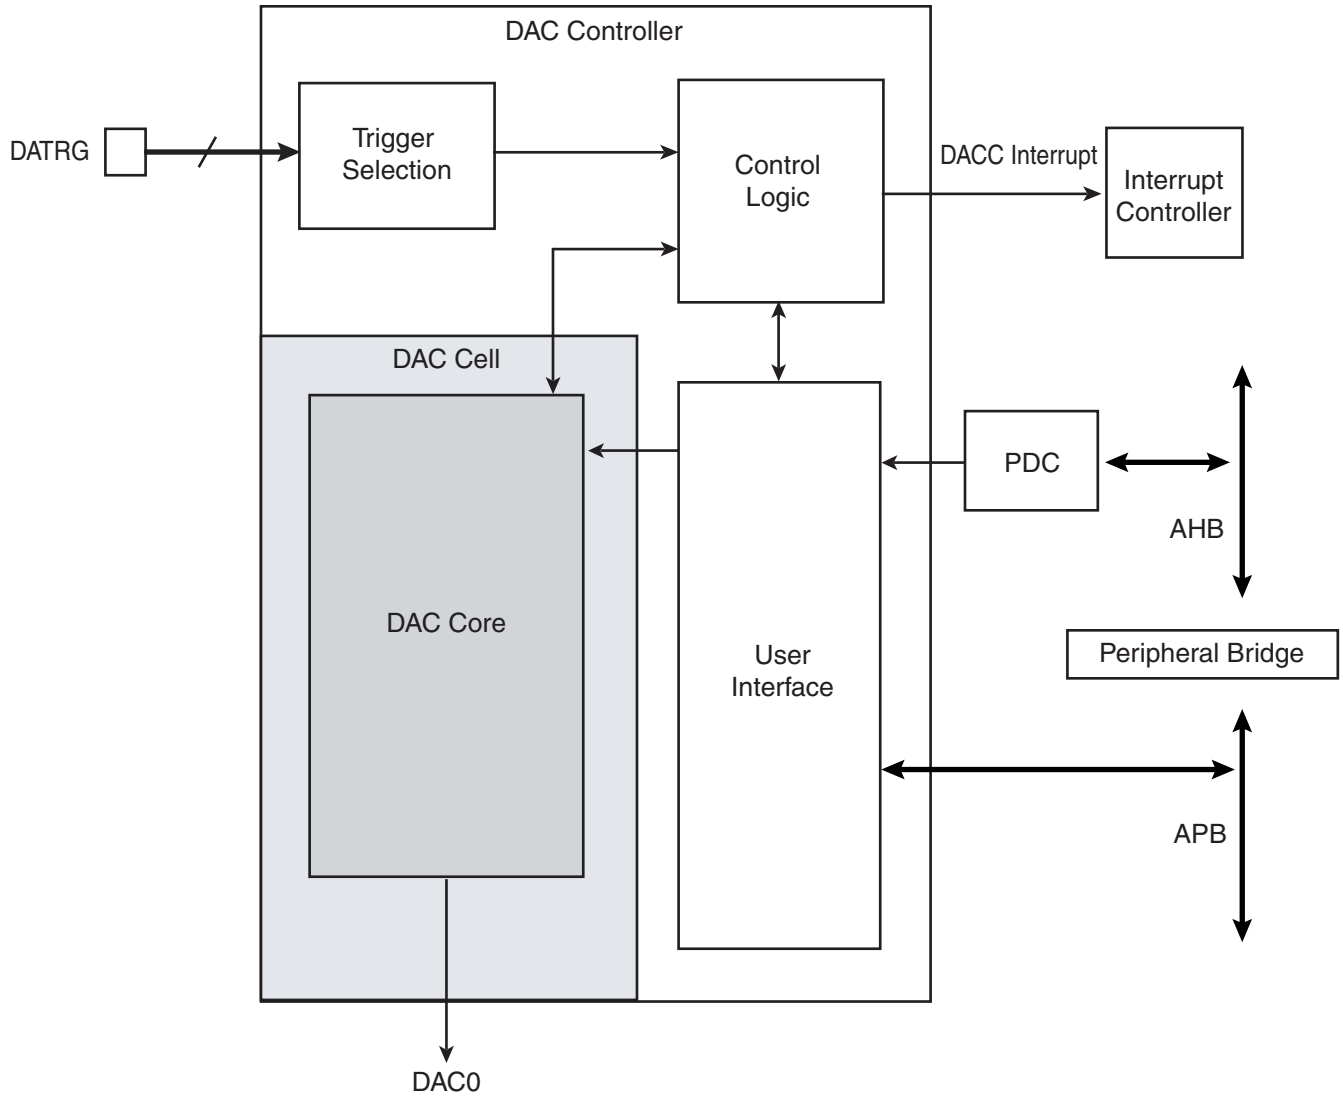 DAC Controller
DATRG
Trigger
Selection
Control
Logic
DACC Interrupt
Interrupt
Controller
DAC Cell
PDC
AHB
DAC Core
User
Interface
Peripheral Bridge
APB
DAC0